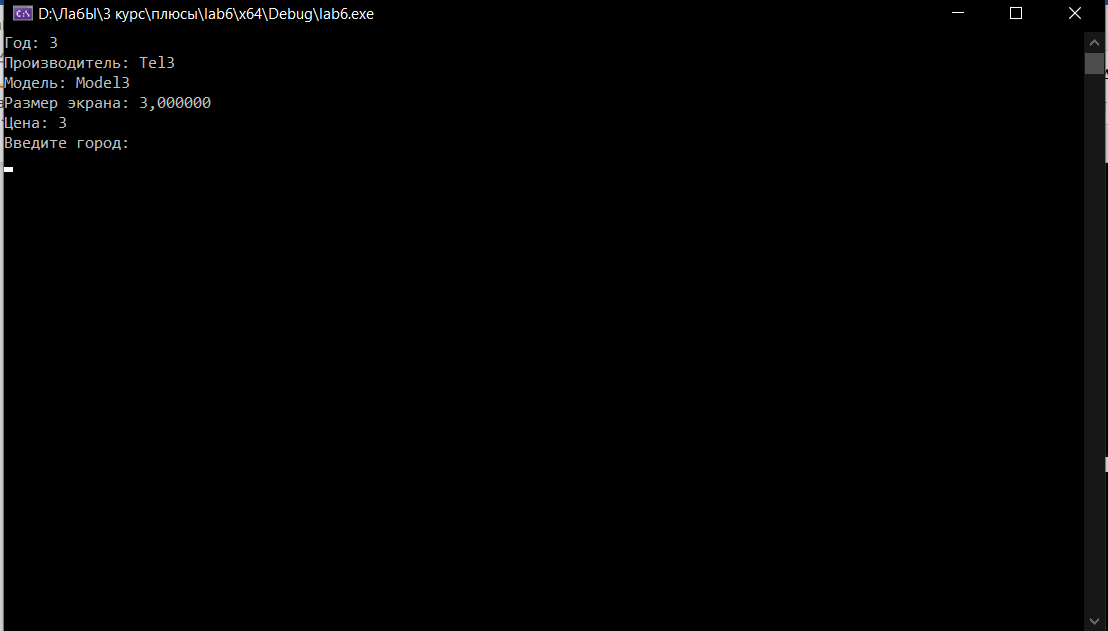 D:\ЛабЫ\3 курс\плюсы\lab6\x64\Debug\lab6.exe
Год: 3
Производитель: Tel3
Модель: Model3
Размер экрана: 3,000000
Цена: 3
Введите город: